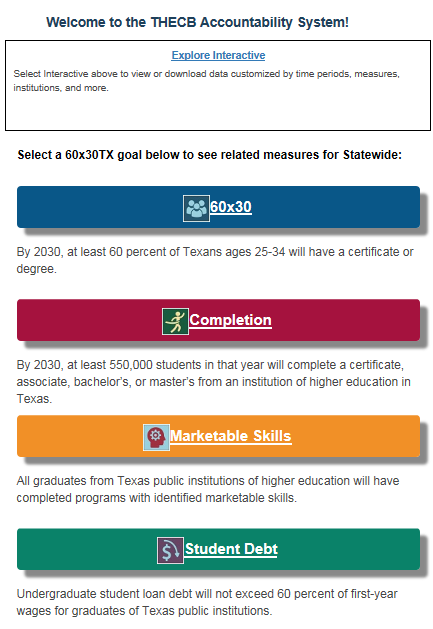 Welcome to the THECB Accountability System!
Explore Interactive
Select Interactive above to view or download data customized by time periods, measures,
institutions, and more.
Select a 60x30TX goal below to see related measures for Statewide:
60x30
By 2030, at least 60 percent of Texans ages 25-34 will have a certificate or
degree.
Completion
By 2030, at least 550,000 students in that year will complete a certificate,
associate, bachelor's, or master's from an institution of higher education in
Texas.
Marketable Skills
All graduates from Texas public institutions of higher education will have
completed programs with identified marketable skills.
Student Debt
Undergraduate student loan debt will not exceed 60 percent of first-year
wages for graduates of Texas public institutions.